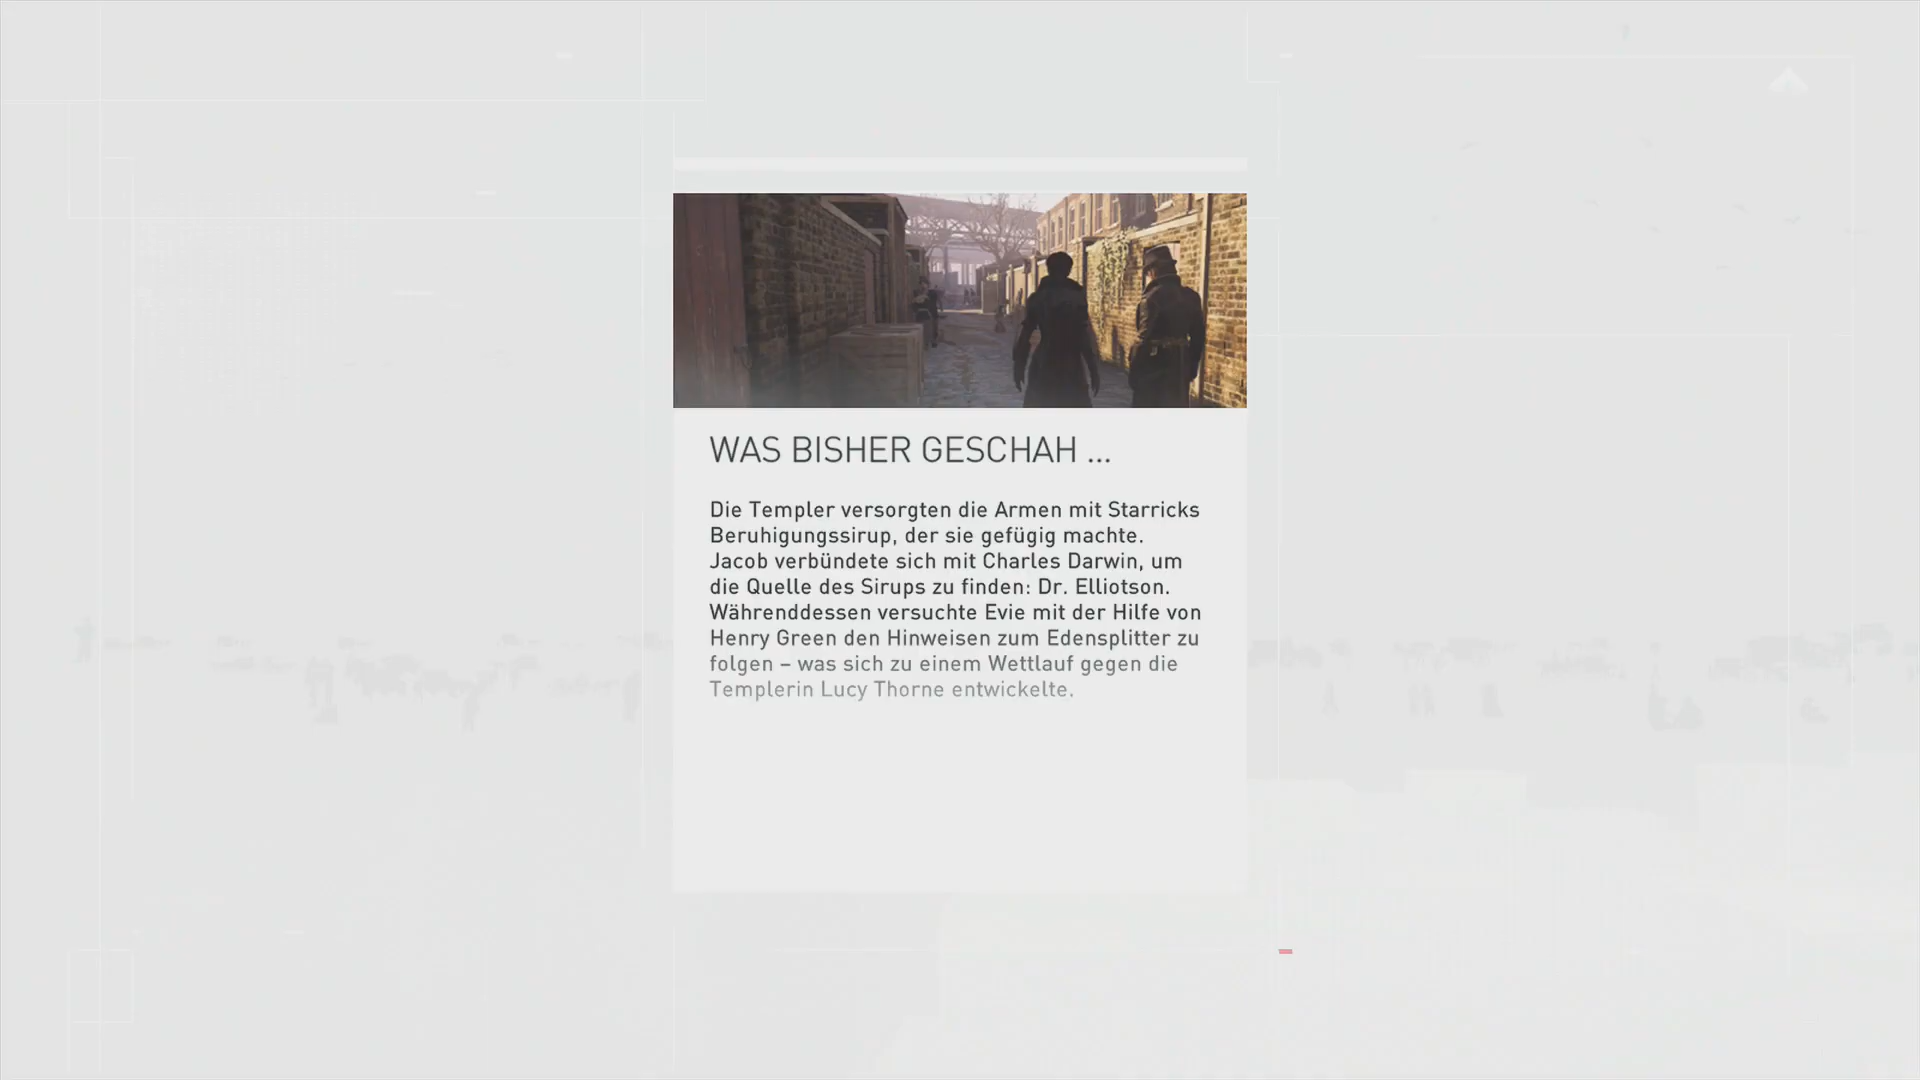 WAS BISHER GESCHAH ...
Die Templer versorgten die Armen mit Starricks
Beruhigungssirup, der sie gefügig machte.
Jacob verbündete sich mit Charles Darwin, um
die Quelle des Sirups zu finden: Dr. Elliotson.
Währenddessen versuchte Evie mit der Hilfe von
Henry Green den Hinweisen zum Edensplitter zu
folgen – was sich zu einem Wettlauf gegen die
Templerin Lucy Thorne entwickelte.